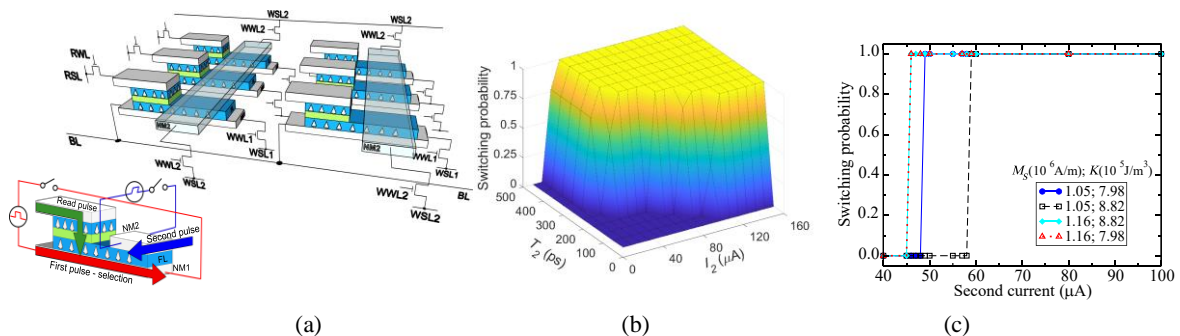 WSL2
WSL2
WWL2
WWL2
RWL
RSL
NM2
NM2
BL
WWL1
WSL1
WWL1
WSL1
WSL2
WWL2
BL
WWL2
WSL2
Read pulse
NM2
Second pulse
FL
First pulse - selection
NM1
(a)
Switching probability
1
0.75
0.5
0.25
0
500
400
300
200
100
0
T2 (ps)
0
40
80
120
160
I2 (μA)
(b)
Switching probability
1.0
0.8
0.6
0.4
0.2
0.0
MS(10 6A/m); K(10 5J/m3)
1.05; 7.98
1.05; 8.82
1.16; 8.82
1.16; 7.98
40 50 60 70 80 90 100
Second current (μA)
(c)